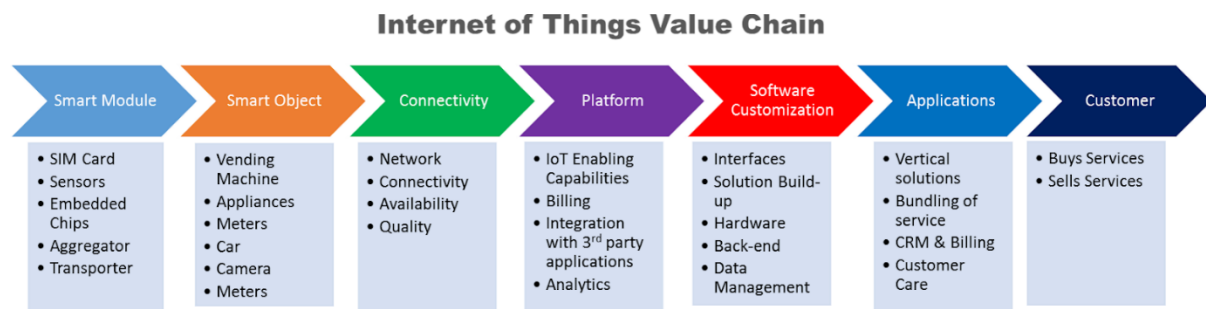 Internet of Things Value Chain
Smart Module
Smart Object
Connectivity
Platform
Software
Customization
Applications
Customer
• SIM Card
• Sensors
• Embedded
Chips
• Aggregator
• Transporter
• Vending
Machine
• Appliances
• Meters
• Car
• Camera
• Meters
• Network
• Connectivity
• Availability
• Quality
• IoT Enabling
Capabilities
• Billing
• Integration
with 3rd party
applications
• Analytics
• Interfaces
• Solution Build-
up
• Hardware
• Back-end
• Data
Management
• Vertical
solutions
• Bundling of
service
• CRM & Billing
• Customer
Care
• Buys Services
• Sells Services